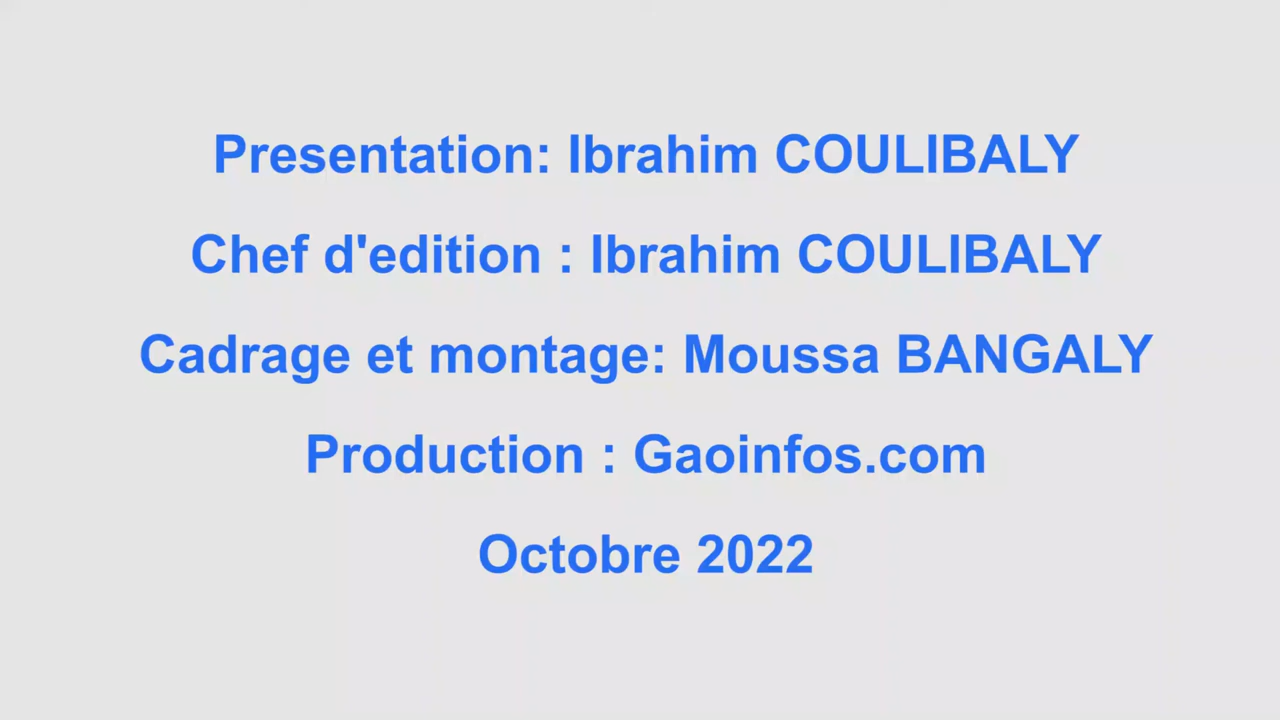 Presentation: Ibrahim COULIBALY
Chef d'edition : Ibrahim COULIBALY
Cadrage et montage: Moussa BANGALY
Production : Gaoinfos.com
Octobre 2022